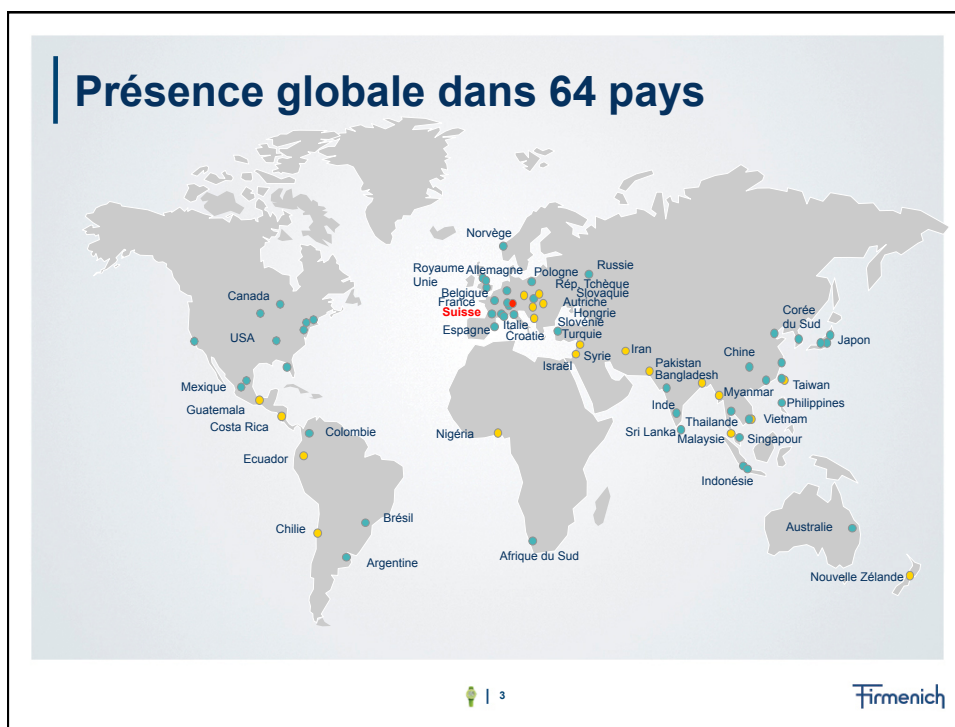 Présence globale dans 64 pays
Norvège
Royaume
Unie
Allemagne
Pologne
Russie
Belgique
Rép. Tchèque
Slovaquie
France
Autriche
Suisse
Hongrie
Espagne
Italie
Slovénie
Croatie
Turquie
Canada
USA
Mexique
Guatemala
Costa Rica
Colombie
Ecuador
Brésil
Chilie
Argentine
Nigéria
Afrique du Sud
Israël
Syrie
Iran
Pakistan
Bangladesh
Chine
Corée
du Sud
Japon
Taiwan
Myanmar
Philippines
Inde
Thailande
Vietnam
Sri Lanka
Malaysie
Singapour
Indonésie
Australie
Nouvelle Zélande
3
Firmenich